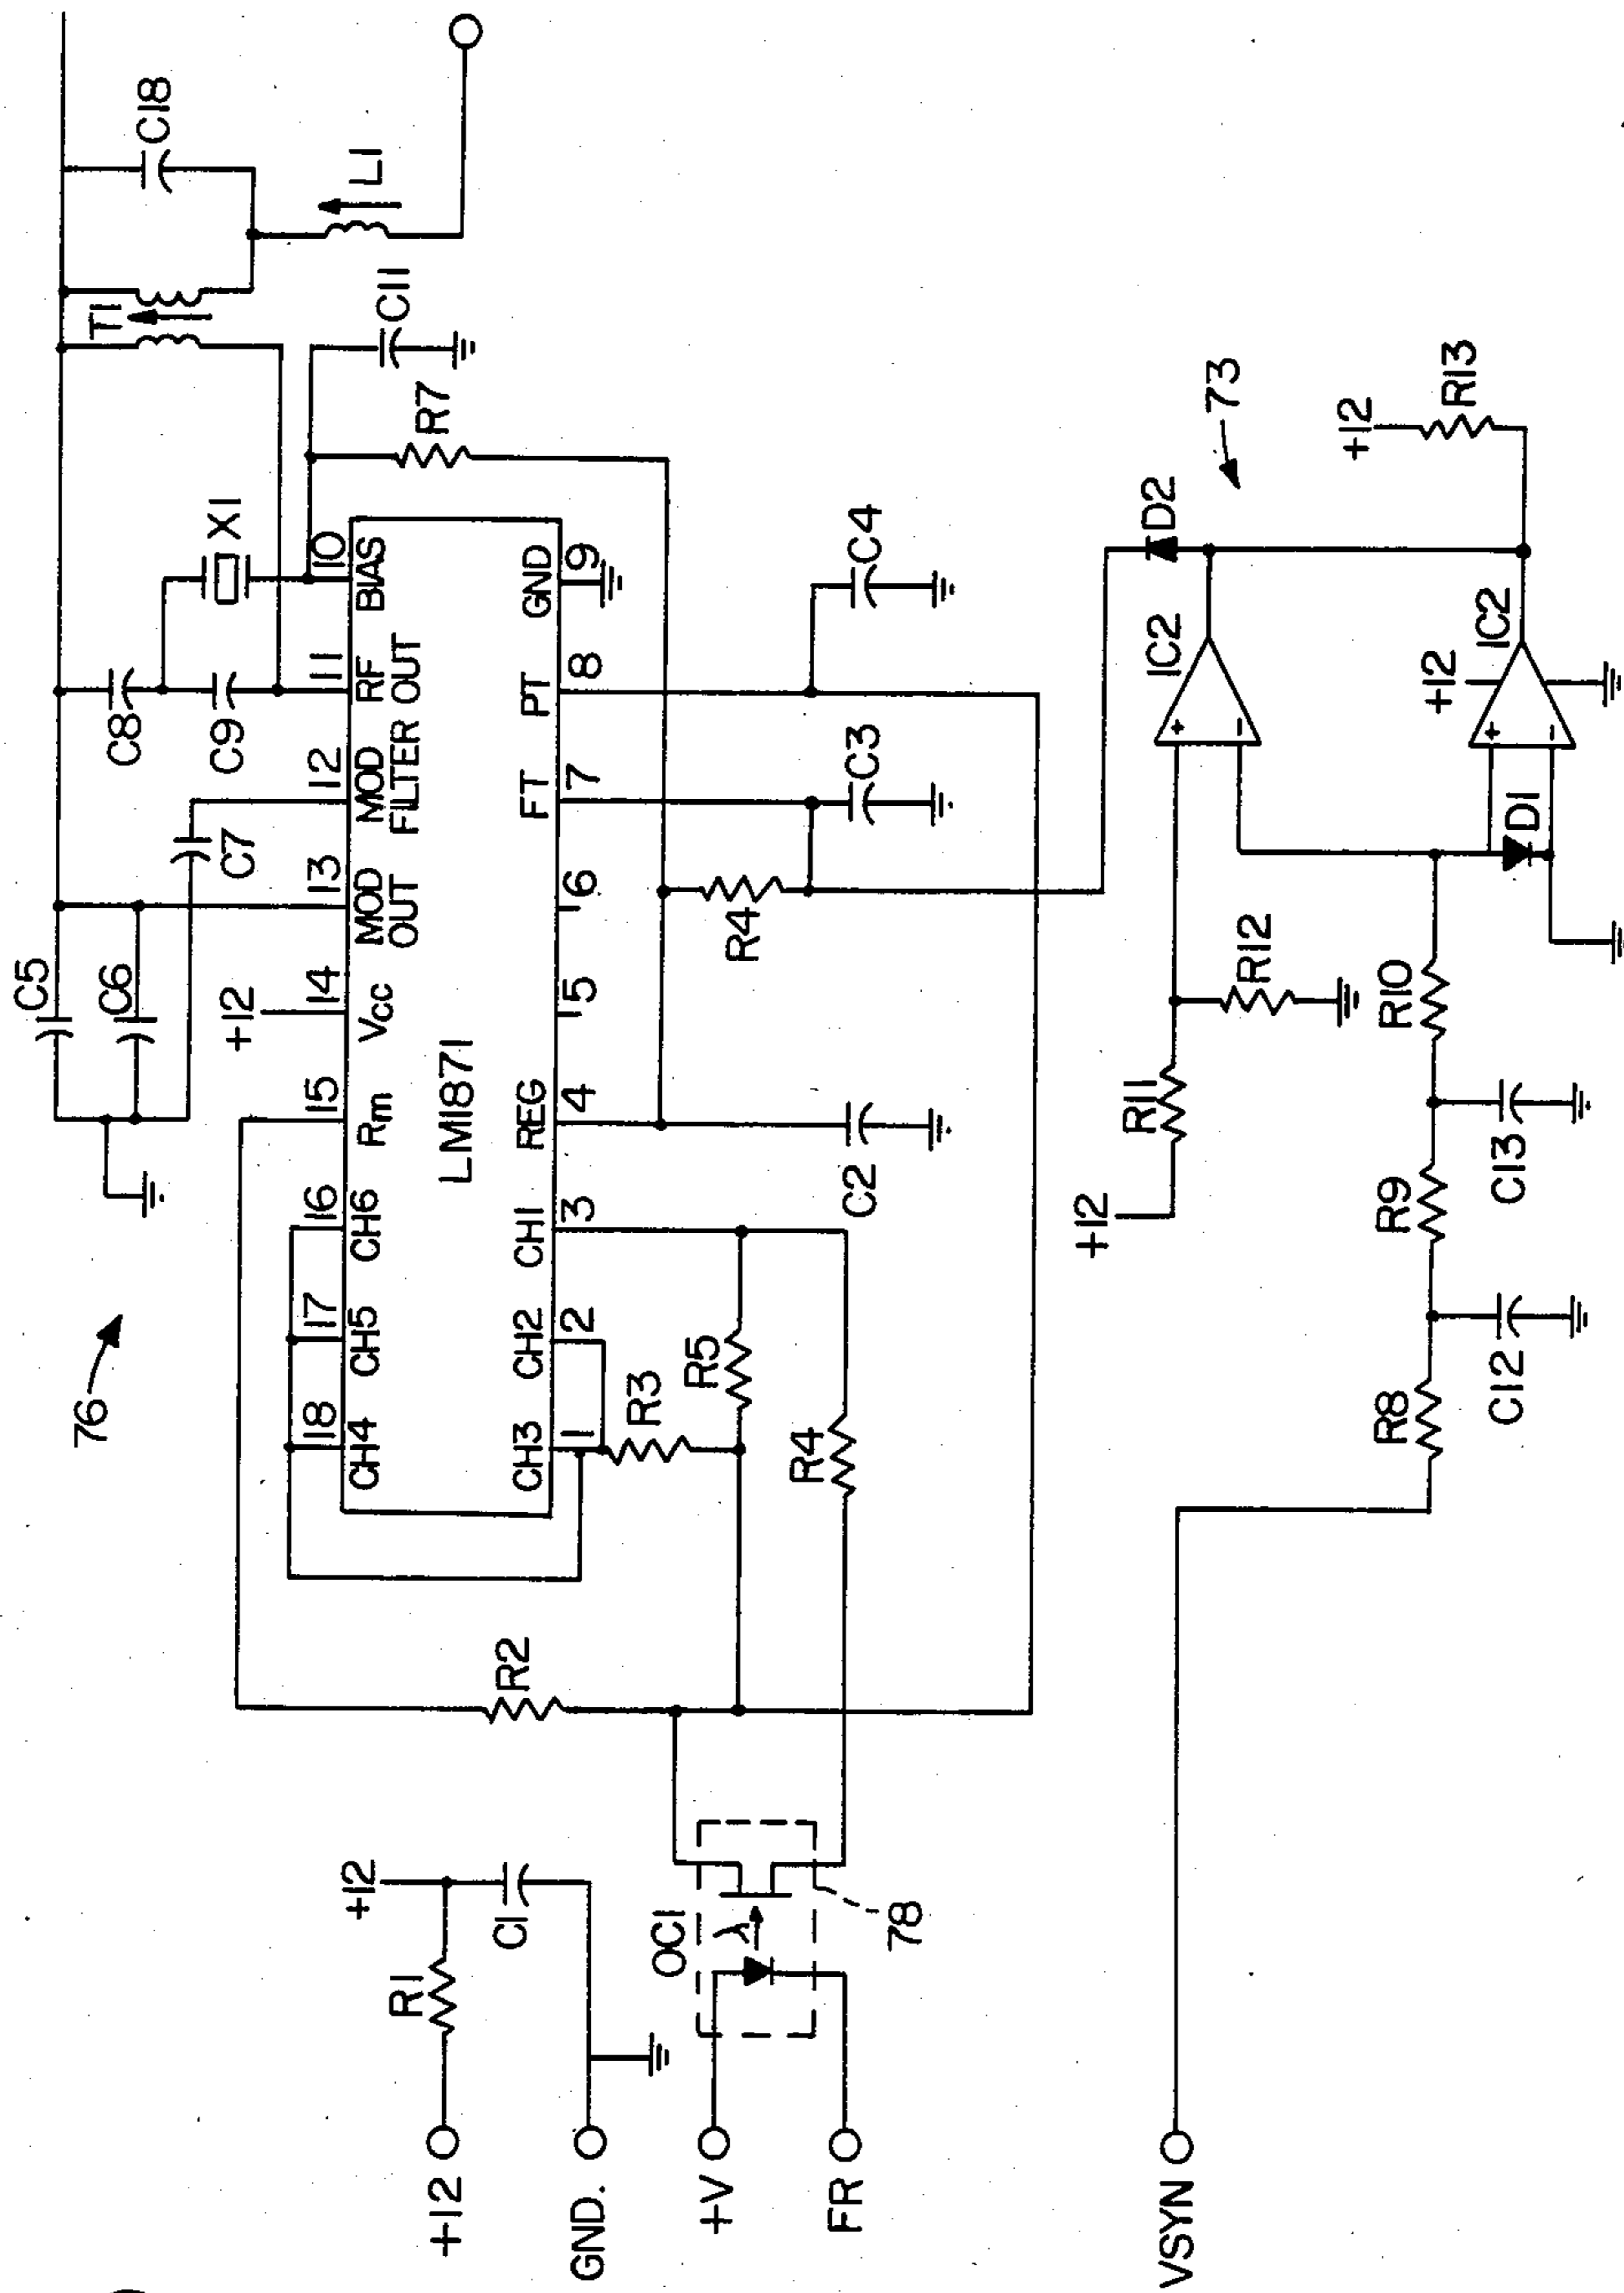 C5
76
C6
C8
T1
C18
+12
C7
C9
X1
L1
C11
18 17 16 15 14 13 12 11 10
CH4 CH5 CH6 Rm Vcc MOD OUT MOD FILTER RF OUT BIAS
+12
R1
R7
LM1871
+12
C1
R2
CH3 CH2 CH1 REG FT PT GND
1 2 3 4 5 6 7 8 9
GND.
R3
OC1
λ
+V
R5
R4
R4
C2
C3
C4
FR
78
+12
R11
D2
VSYN
IC2
73
R12
+
−
+12
R8
R9
R10
+12
R13
C12
C13
D1
+
−
IC2